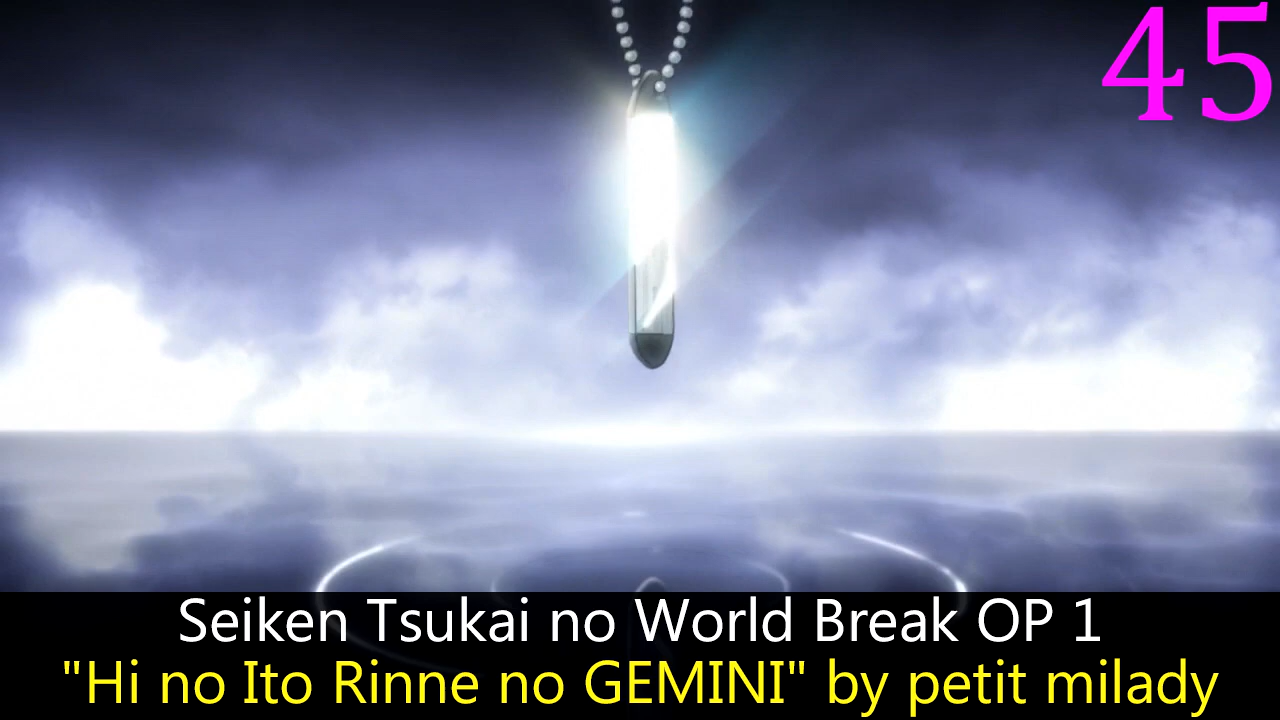 45
Seiken Tsukai no World Break OP 1
"Hi no Ito Rinne no GEMINI" by petit milady